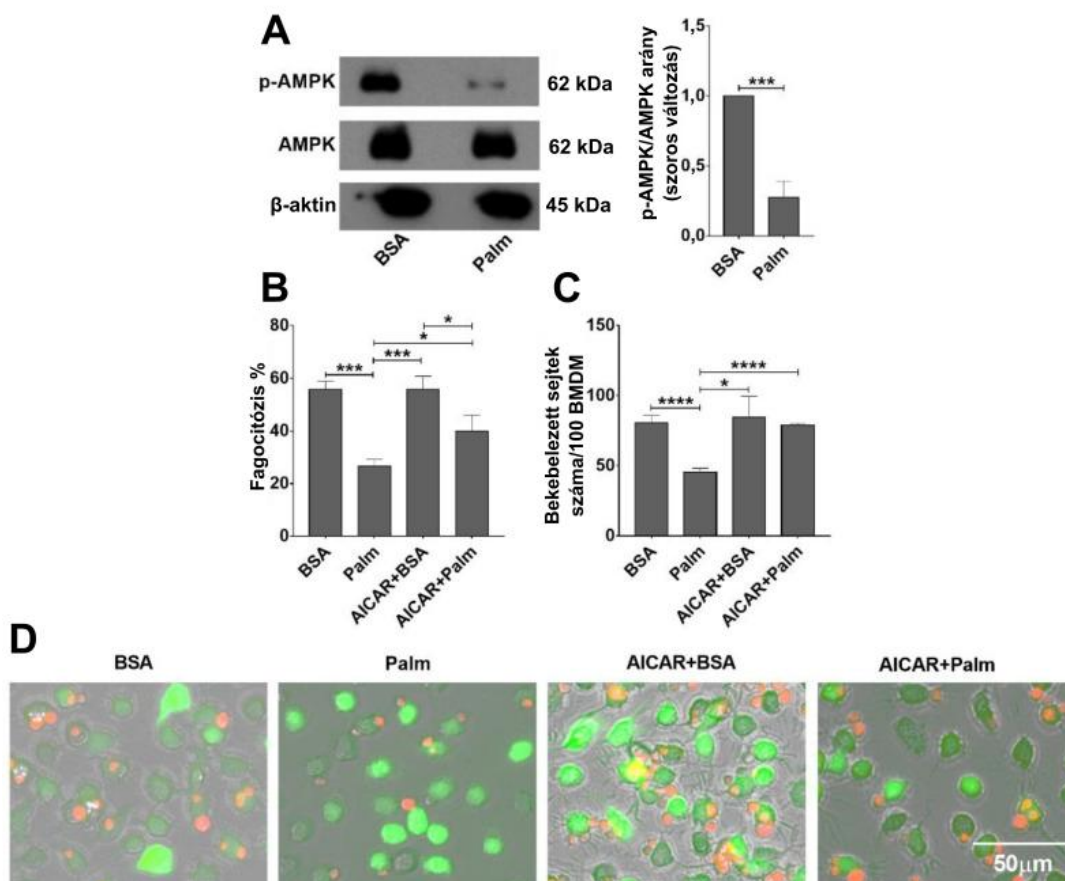 A
p-AMPK
62 kDa
AMPK
62 kDa
β-aktin
45 kDa
BSA
Palm
p-AMPK/AMPK arány
(szoros változás)
1,5
1,0
0,5
0,0
***
BSA
Palm
B
Fagocitózis %
80
60
40
20
0
***
***
*
*
BSA
Palm
AICAR+BSA
AICAR+Palm
C
Bekebelezett sejtek
száma/100 BMDM
150
100
50
0
****
*
****
BSA
Palm
AICAR+BSA
AICAR+Palm
D
BSA
Palm
AICAR+BSA
AICAR+Palm
50µm